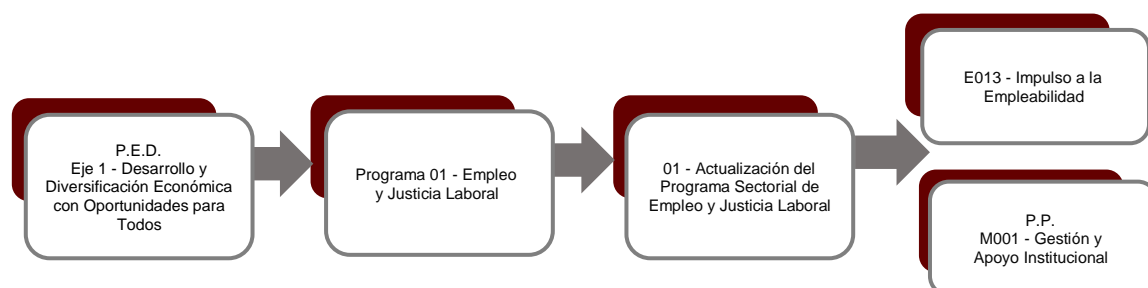 P.E.D.
Eje 1 - Desarrollo y
Diversificación Económica
con Oportunidades para
Todos
Programa 01 - Empleo
y Justicia Laboral
01 - Actualización del
Programa Sectorial de
Empleo y Justicia Laboral
E013 - Impulso a la
Empleabilidad
P.P.
M001 - Gestión y
Apoyo Institucional